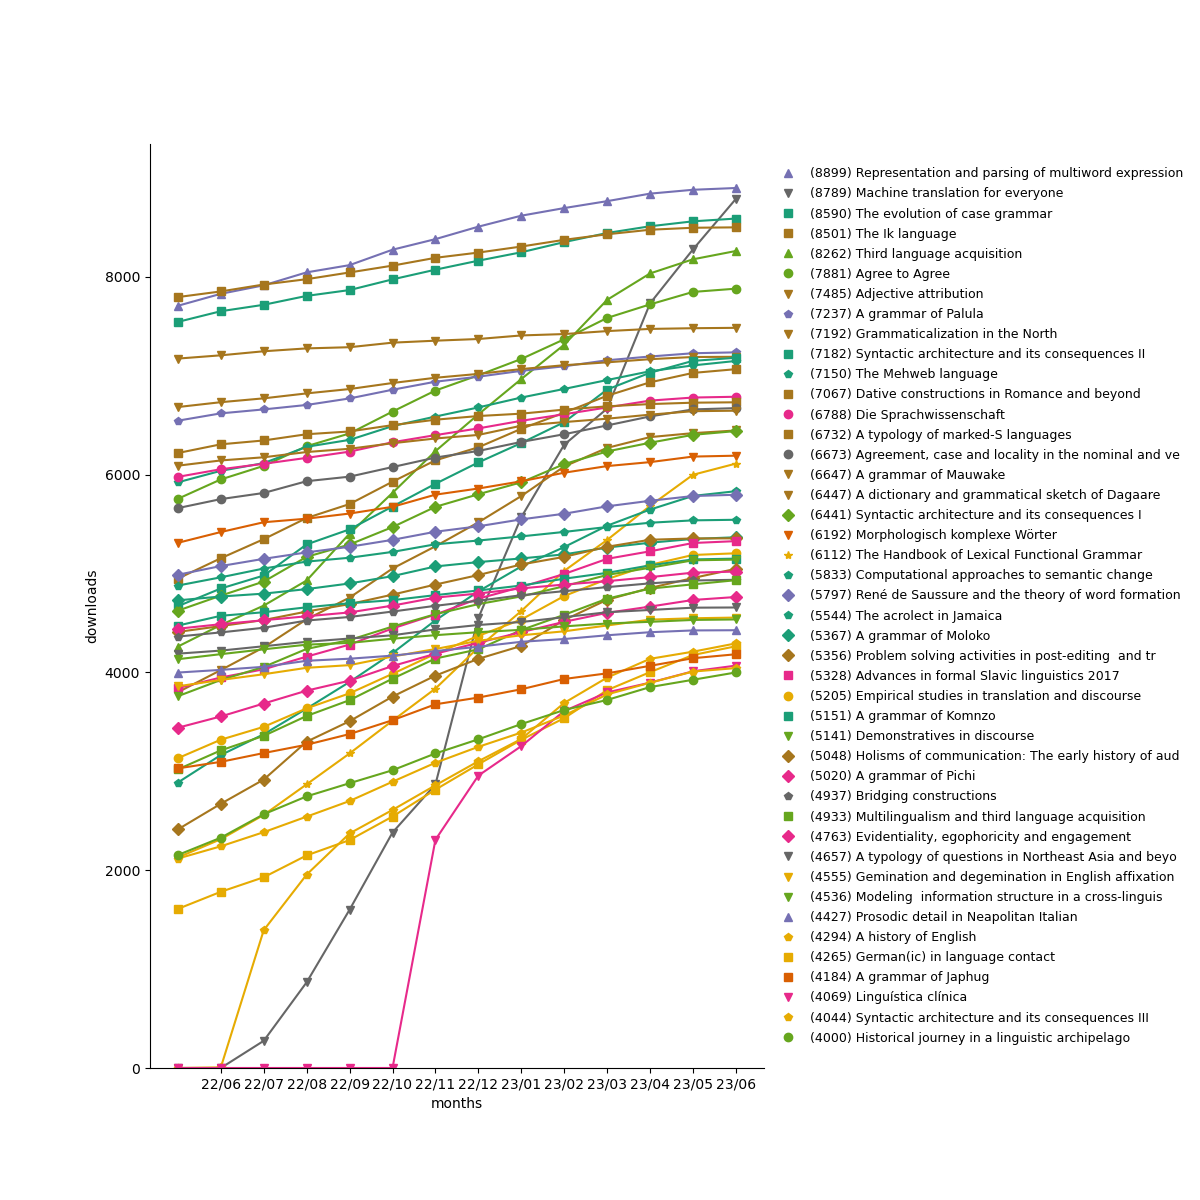 (8899) Representation and parsing of multiword expression
(8789) Machine translation for everyone
(8590) The evolution of case grammar
(8501) The Ik language
(8262) Third language acquisition
(7881) Agree to Agree
(7485) Adjective attribution
(7237) A grammar of Palula
(7192) Grammaticalization in the North
(7182) Syntactic architecture and its consequences II
(7150) The Mehweb language
(7067) Dative constructions in Romance and beyond
(6788) Die Sprachwissenschaft
(6732) A typology of marked-S languages
(6673) Agreement, case and locality in the nominal and ve
(6647) A grammar of Mauwake
(6447) A dictionary and grammatical sketch of Dagaare
(6441) Syntactic architecture and its consequences I
(6192) Morphologisch komplexe Wörter
(6112) The Handbook of Lexical Functional Grammar
(5833) Computational approaches to semantic change
(5797) René de Saussure and the theory of word formation
(5544) The acrolect in Jamaica
(5367) A grammar of Moloko
(5356) Problem solving activities in post-editing  and tr
(5328) Advances in formal Slavic linguistics 2017
(5205) Empirical studies in translation and discourse
(5151) A grammar of Komnzo
(5141) Demonstratives in discourse
(5048) Holisms of communication: The early history of aud
(5020) A grammar of Pichi
(4937) Bridging constructions
(4933) Multilingualism and third language acquisition
(4763) Evidentiality, egophoricity and engagement
(4657) A typology of questions in Northeast Asia and beyo
(4555) Gemination and degemination in English affixation
(4536) Modeling  information structure in a cross-linguis
(4427) Prosodic detail in Neapolitan Italian
(4294) A history of English
(4265) German(ic) in language contact
(4184) A grammar of Japhug
(4069) Linguística clínica
(4044) Syntactic architecture and its consequences III
(4000) Historical journey in a linguistic archipelago
downloads
8000
6000
4000
2000
0
22/06 22/07 22/08 22/09 22/10 22/11 22/12 23/01 23/02 23/03 23/04 23/05 23/06
months